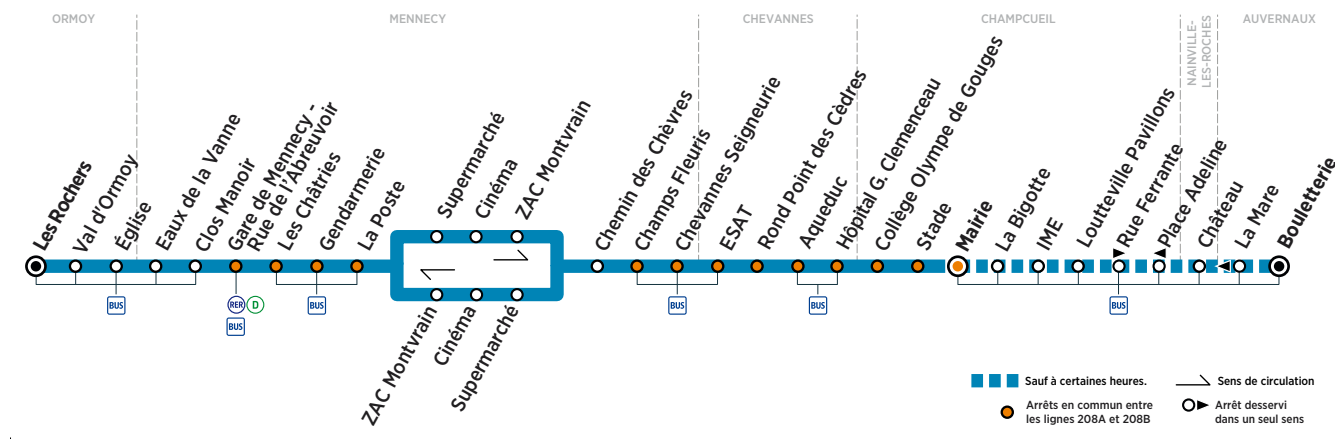 ORMOY
MENNECY
CHEVANNES
CHAMPCUEIL
NAINVILLE-
LES-ROCHES
AUVERNAUX
Les Rochers
Val d'Ormoy
Église
Eaux de la Vanne
Clos Manoir
Gare de Mennecy -
Rue de l'Abreuvoir
Les Châtries
Gendarmerie
La Poste
Supermarché
Cinéma
ZAC Montvrain
ZAC Montvrain
Cinéma
Supermarché
Chemin des Chèvres
Champs Fleuris
Chevannes Seigneurie
ESAT
Rond Point des Cèdres
Aqueduc
Hôpital G. Clemenceau
Collège Olympe de Gouges
Stade
Mairie
La Bigotte
IME
Loutteville Pavillons
Rue Ferrante
Place Adeline
Château
La Mare
Bouletterie
BUS
RER D
BUS
BUS
BUS
BUS
BUS
Sauf à certaines heures.
Sens de circulation
Arrêts en commun entre
les lignes 208A et 208B
Arrêt desservi
dans un seul sens